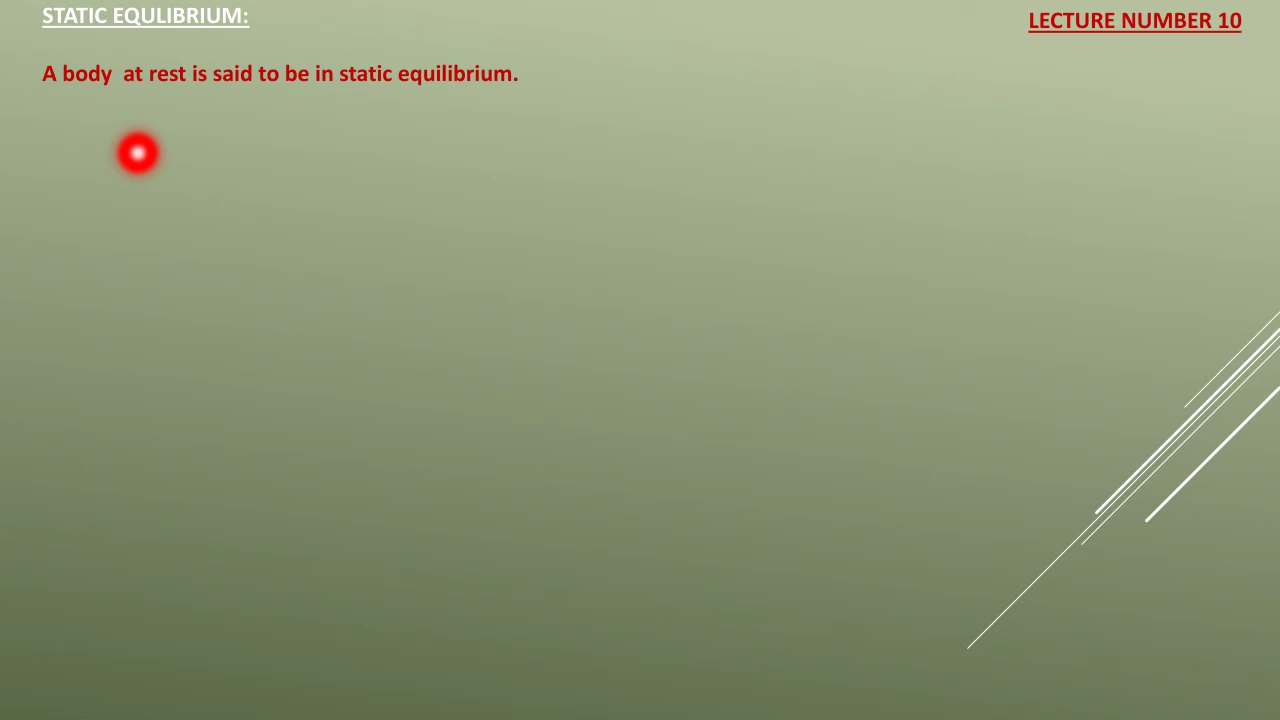 STATIC EQULIBRIUM:
LECTURE NUMBER 10
A body  at rest is said to be in static equilibrium.